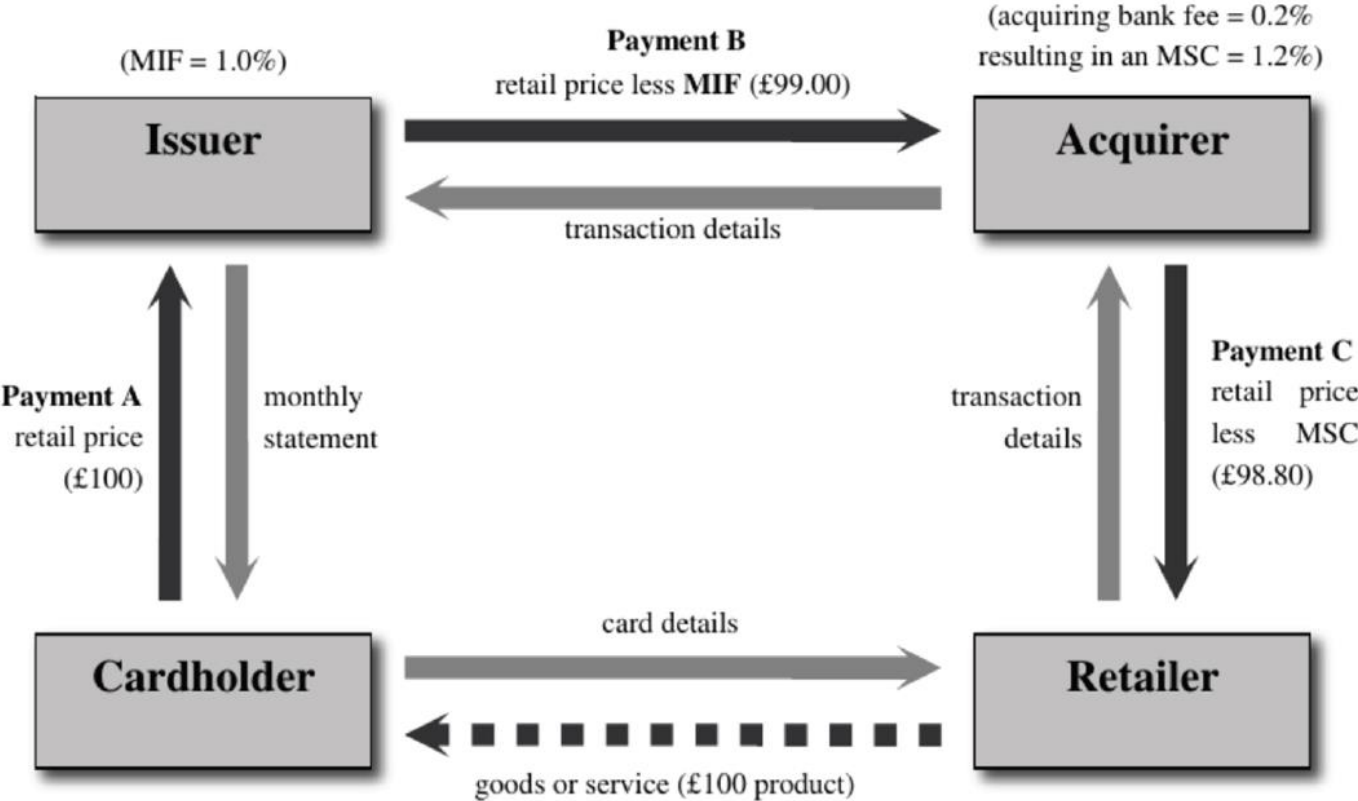 (MIF = 1.0%)
Payment B
retail price less MIF (£99.00)
(acquiring bank fee = 0.2%
resulting in an MSC = 1.2%)
Issuer
Acquirer
transaction details
Payment A
retail price
(£100)
monthly
statement
transaction
details
Payment C
retail price
less MSC
(£98.80)
card details
Cardholder
Retailer
goods or service (£100 product)